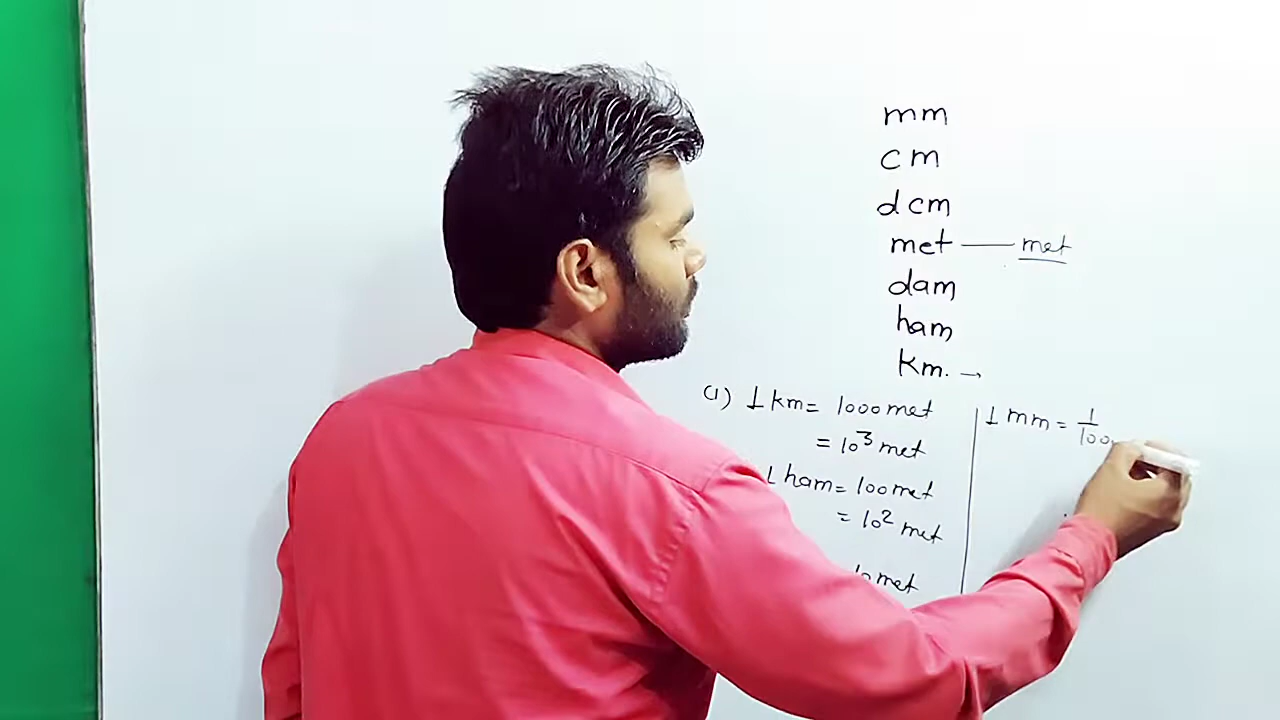 mm
cm
dcm
met — met
dam
ham
km. →
(1) 1 km = 1000 met
= 10³ met
1 ham = 100 met
= 10² met
10 met
1 mm = 1/100